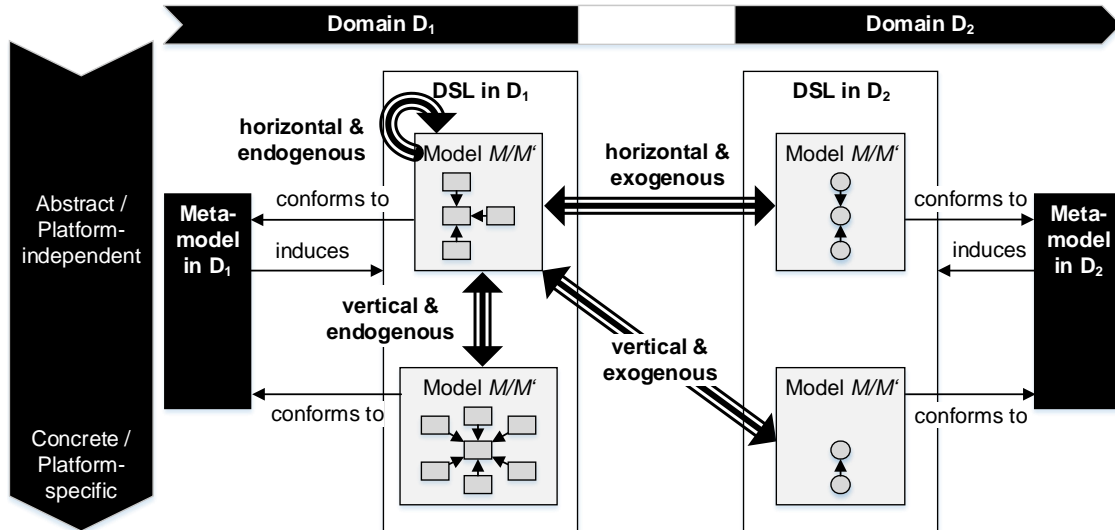 Domain D₁
Domain D₂
DSL in D₁
DSL in D₂
horizontal &
endogenous
Model M/M‘
horizontal &
exogenous
Model M/M‘
Abstract /
Platform-
independent
Meta-
model
in D₁
conforms to
induces
conforms to
induces
Meta-
model
in D₂
vertical &
endogenous
vertical &
exogenous
Model M/M‘
Model M/M‘
conforms to
conforms to
Concrete /
Platform-
specific